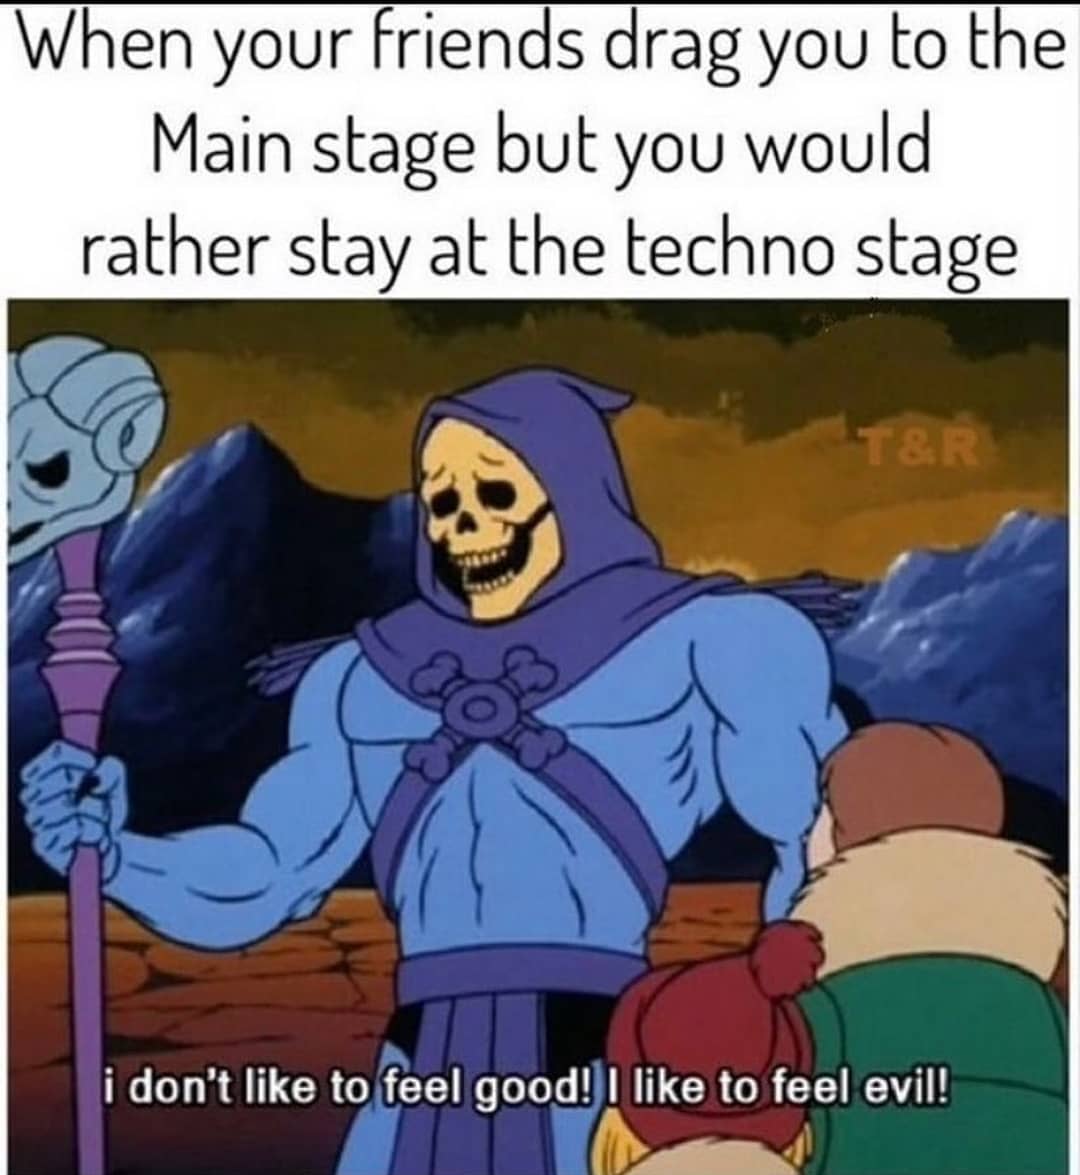 When your friends drag you to the
Main stage but you would
rather stay at the techno stage
T&R
i don't like to feel good! I like to feel evil!